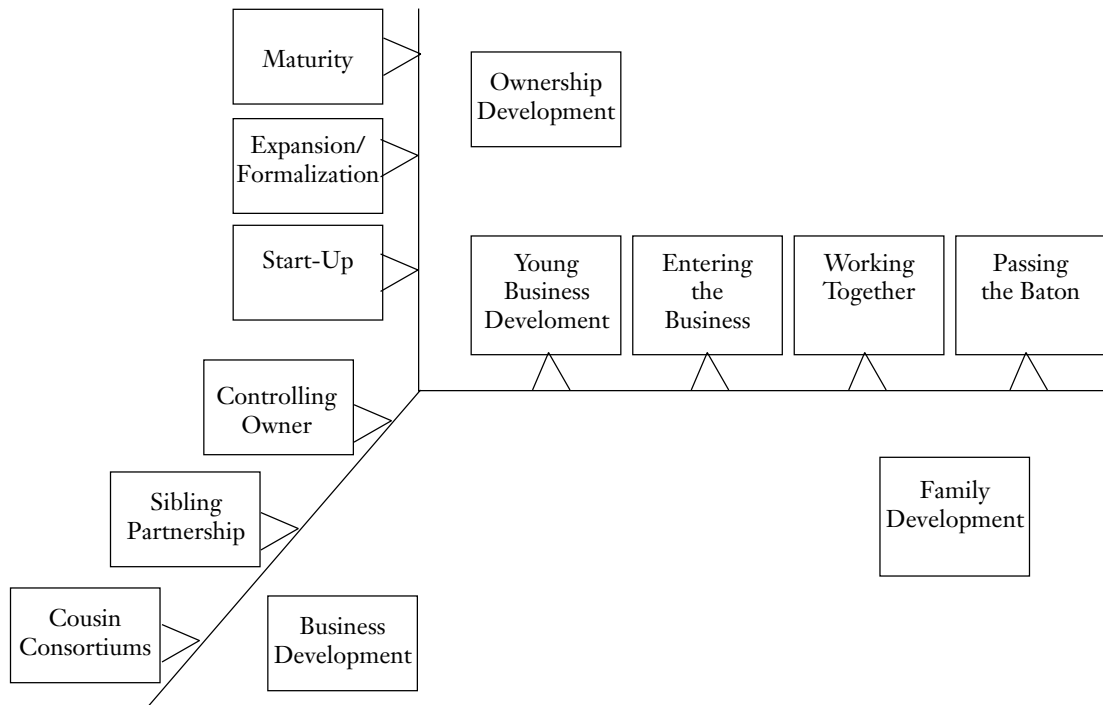 Maturity
Ownership
Development
Expansion/
Formalization
Start-Up
Young
Business
Develoment
Entering
the
Business
Working
Together
Passing
the Baton
Controlling
Owner
Sibling
Partnership
Family
Development
Cousin
Consortiums
Business
Development